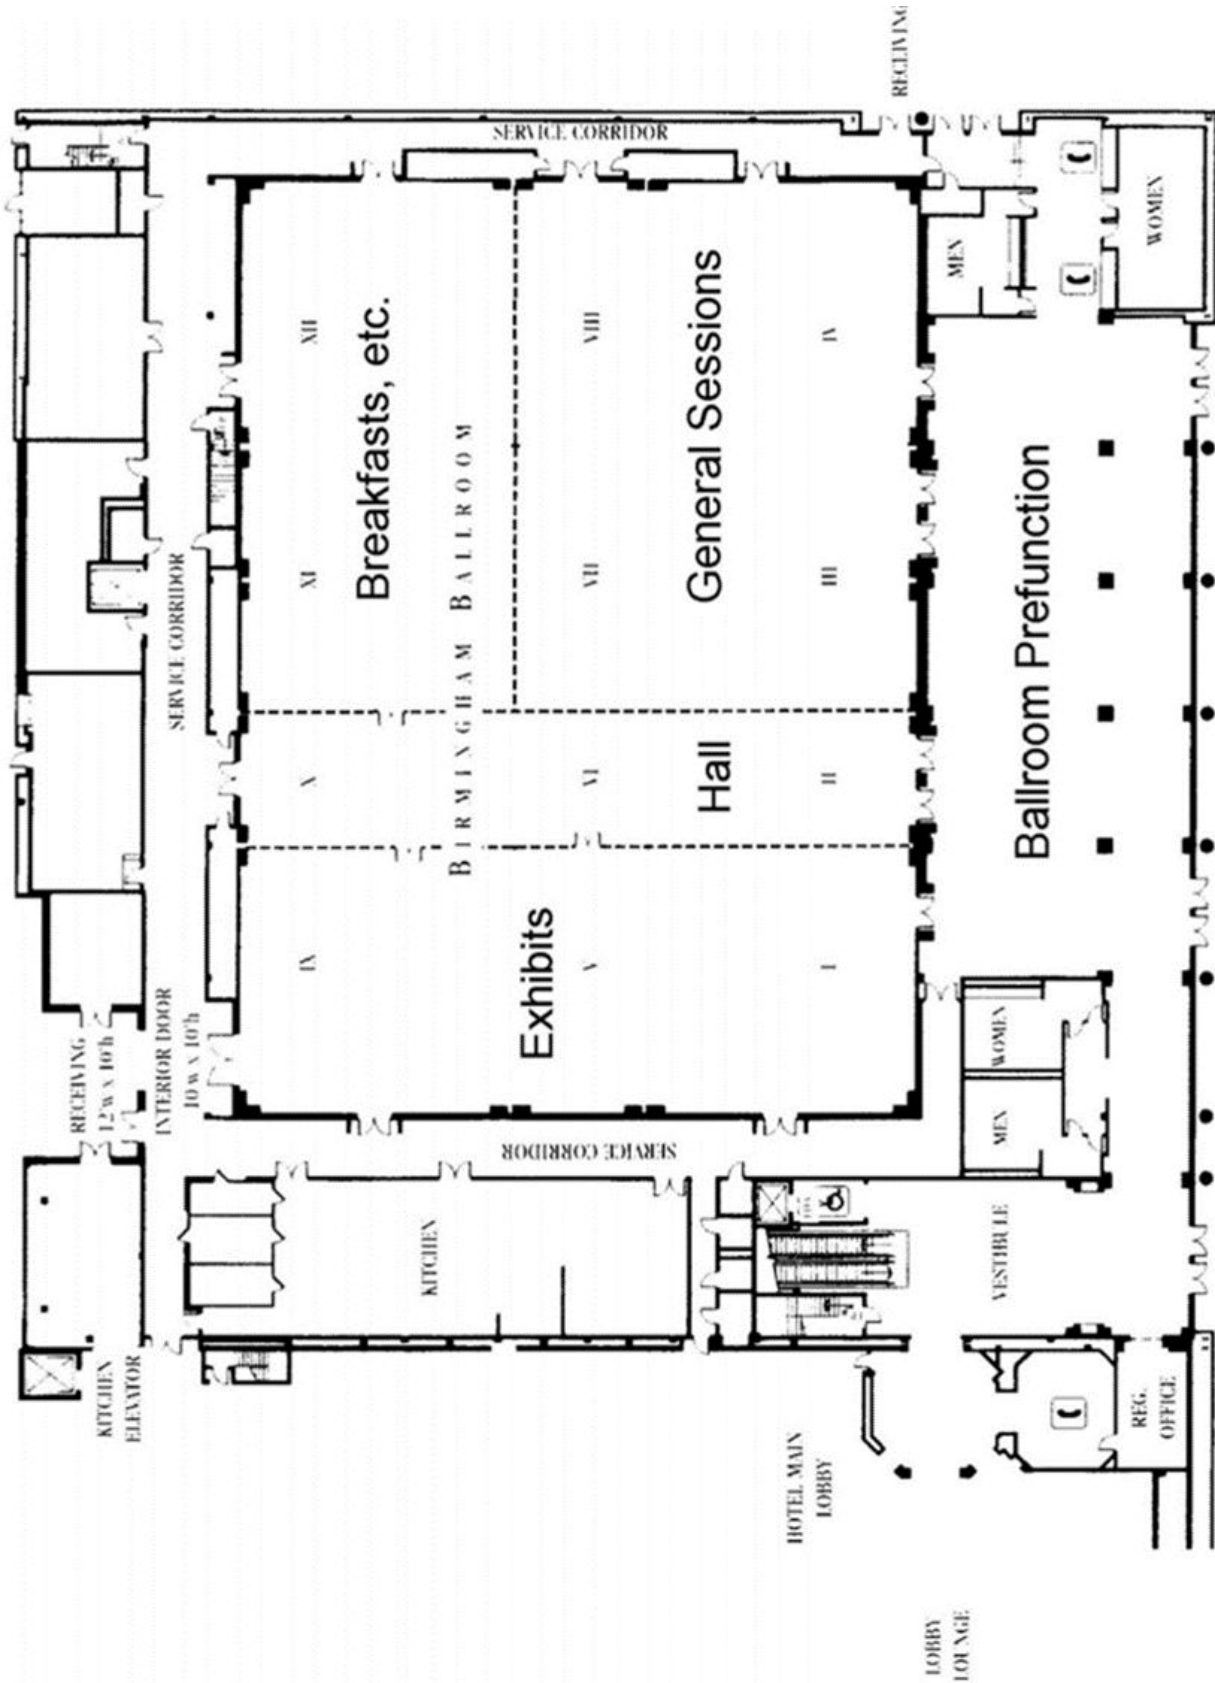 RECEIVING
12'w x 10'h
KITCHEN
ELEVATOR
INTERIOR DOOR
10'w x 10'h
SERVICE CORRIDOR
IX
X
XI
XII
Breakfasts, etc.
KITCHEN
BIRMINGHAM BALLROOM
Exhibits
SERVICE CORRIDOR
SERVICE CORRIDOR
V
VI
VII
VIII
Hall
General Sessions
HOTEL MAIN
LOBBY
I
II
III
IV
RECEIVING
LOBBY
LOUNGE
MEN
VESTIBULE
MEN
WOMEN
Ballroom Prefunction
REG.
OFFICE
WOMEN